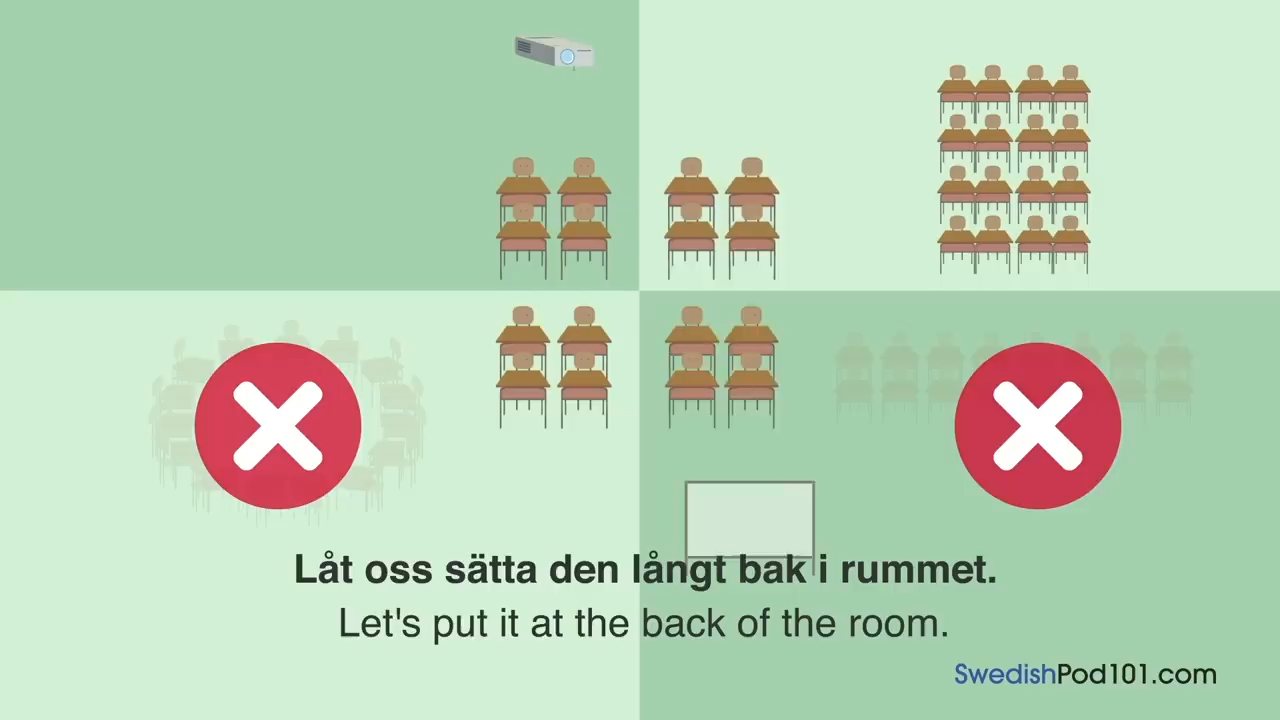 Låt oss sätta den långt bak i rummet.
Let's put it at the back of the room.
SwedishPod101.com